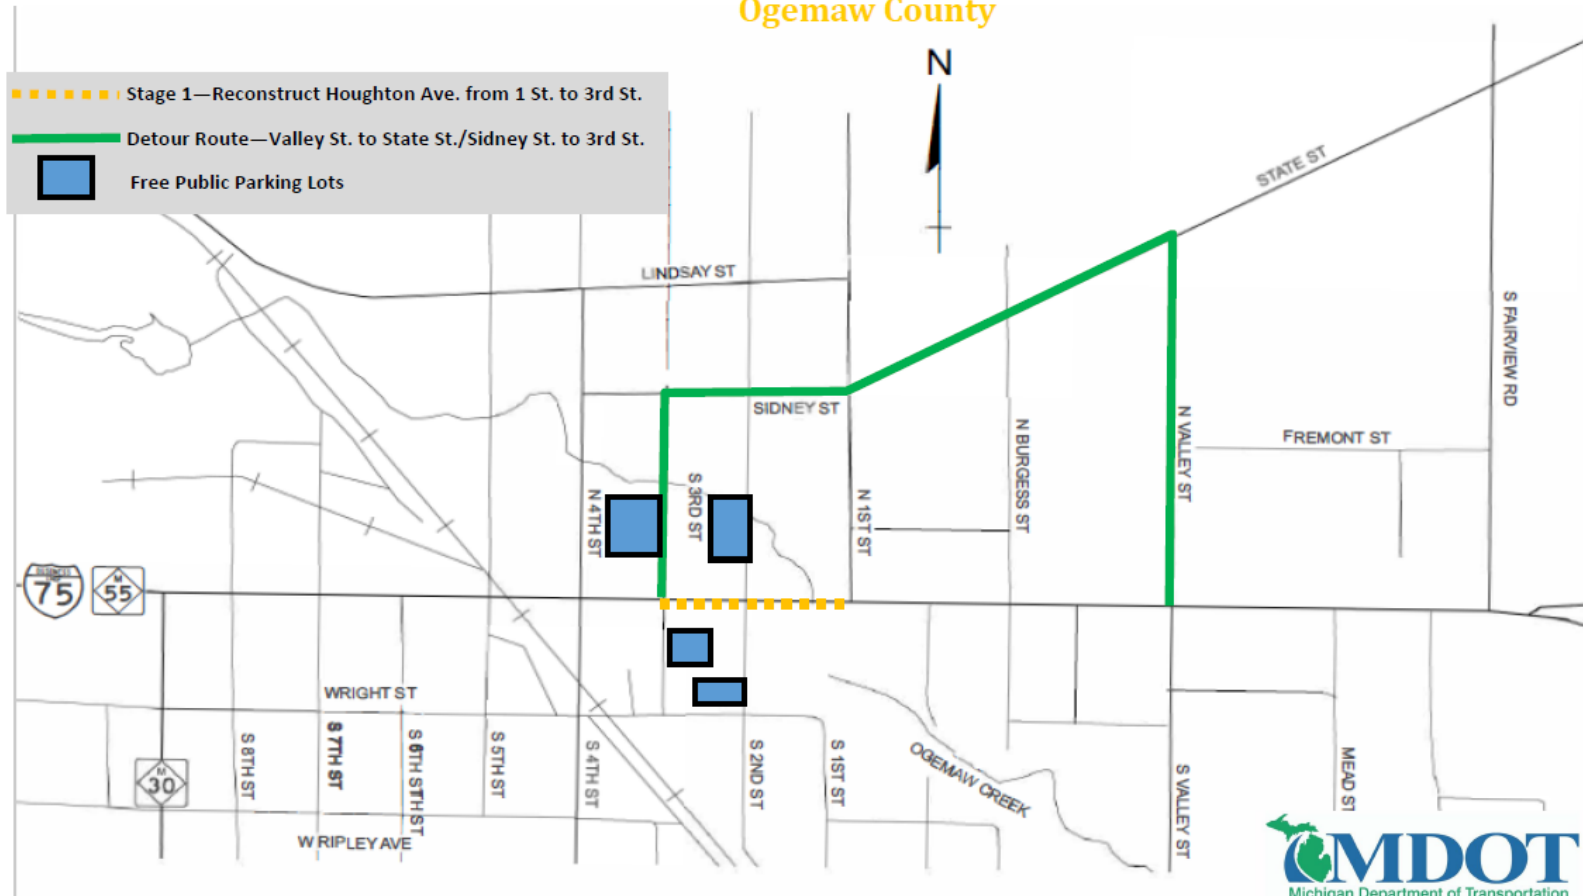 Ogemaw County
Stage 1—Reconstruct Houghton Ave. from 1 St. to 3rd St.
Detour Route—Valley St. to State St./Sidney St. to 3rd St.
Free Public Parking Lots
N
STATE ST
LINDSAY ST
S FAIRVIEW RD
SIDNEY ST
N VALLEY ST
FREMONT ST
N BURGESS ST
S 3RD ST
N 4TH ST
N 1ST ST
75
M
55
WRIGHT ST
S 8TH ST
S 7TH ST
S 6TH ST
TH ST
S 5TH ST
S 4TH ST
S 2ND ST
S 1ST ST
OGEMAW CREEK
S VALLEY ST
MEAD ST
M
30
W RIPLEY AVE
MDOT
Michigan Department of Transportation